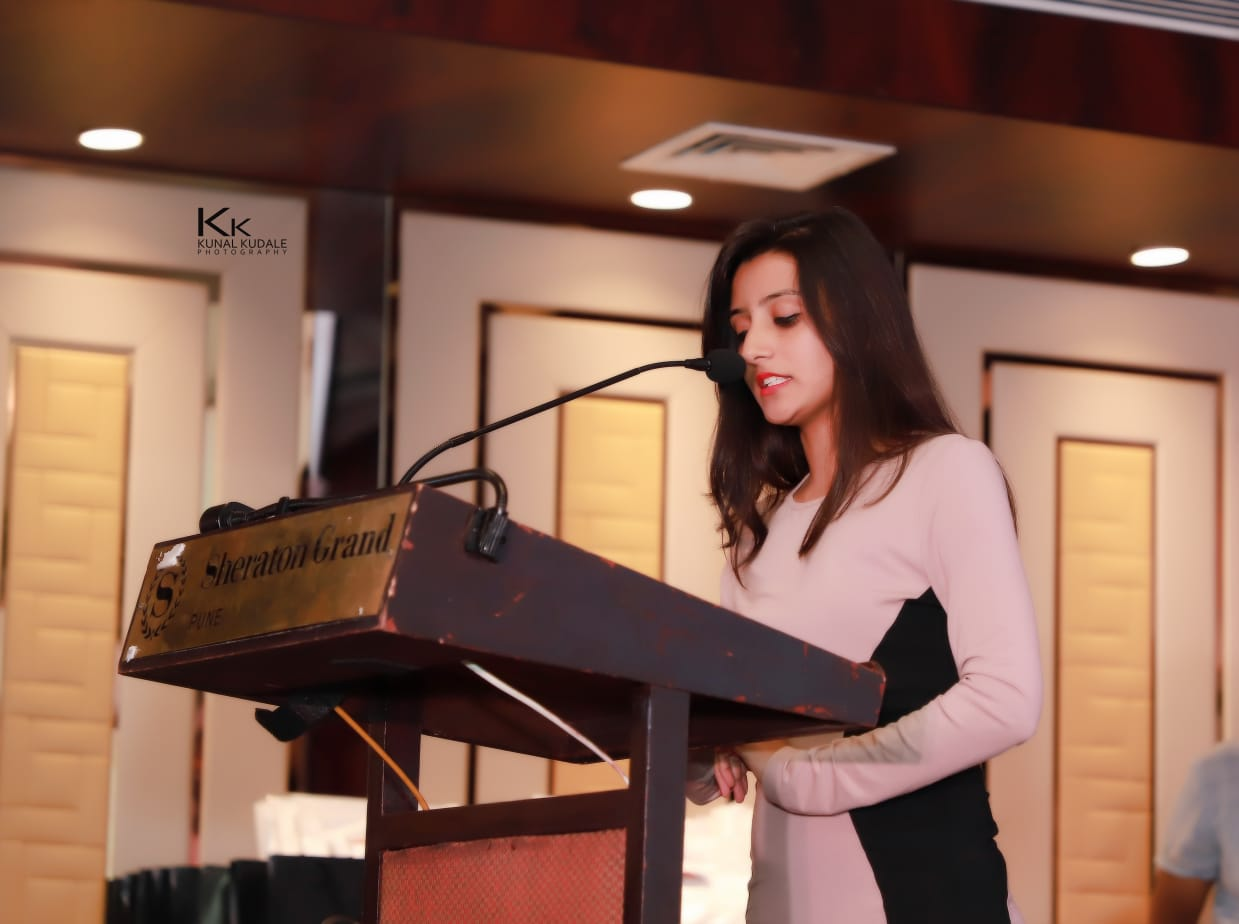 KK
KUNAL KUDALE
PHOTOGRAPHY
Sheraton Grand
S
PUNE